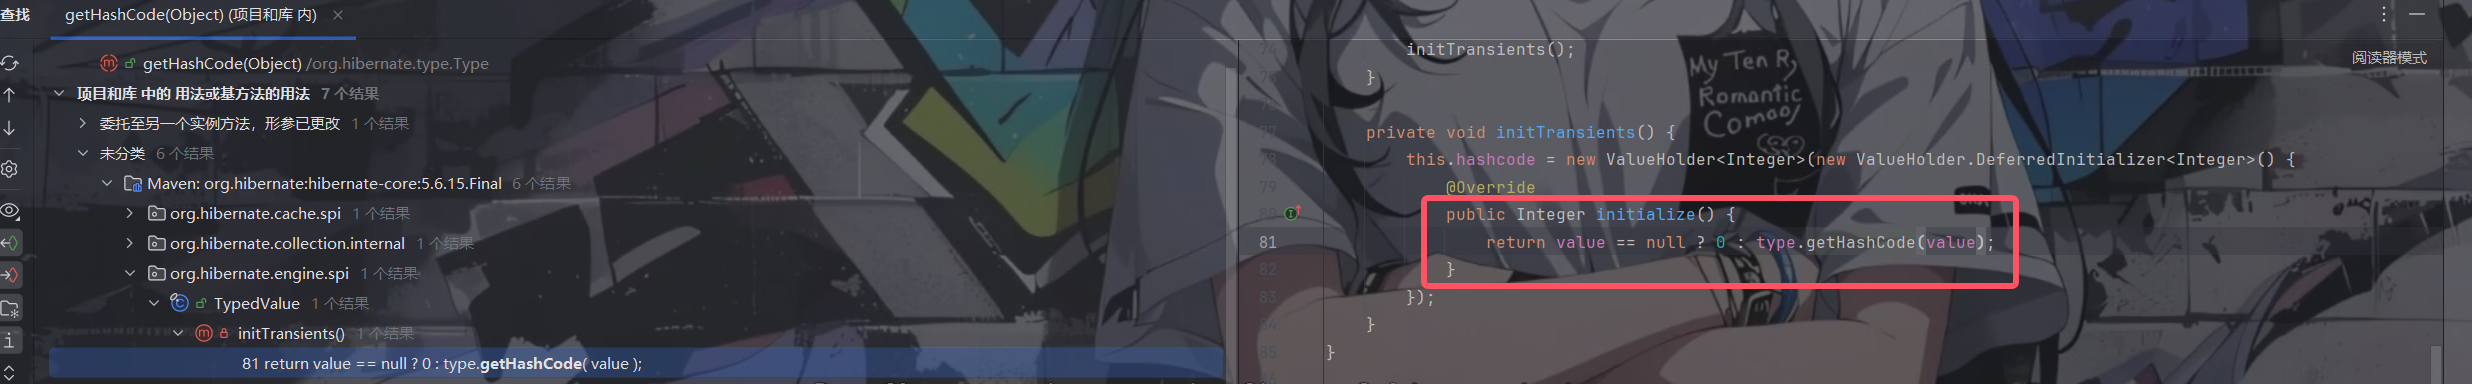 查找
getHashCode(Object) (项目和库 内)
getHashCode(Object) /org.hibernate.type.Type
项目和库 中的 用法或基方法的用法 7 个结果
委托至另一个实例方法，形参已更改 1 个结果
未分类 6 个结果
Maven: org.hibernate:hibernate-core:5.6.15.Final 6 个结果
org.hibernate.cache.spi 1 个结果
org.hibernate.collection.internal 1 个结果
org.hibernate.engine.spi 1 个结果
TypedValue 1 个结果
initTransients() 1 个结果
81 return value == null ? 0 : type.getHashCode( value );
阅读器模式
74 initTransients();
75 }
76
77 private void initTransients() {
78 this.hashcode = new ValueHolder<Integer>(new ValueHolder.DeferredInitializer<Integer>() {
79 @Override
80 public Integer initialize() {
81 return value == null ? 0 : type.getHashCode(value);
82 }
83 });
84 }
85 }
My Ten R
Romantic